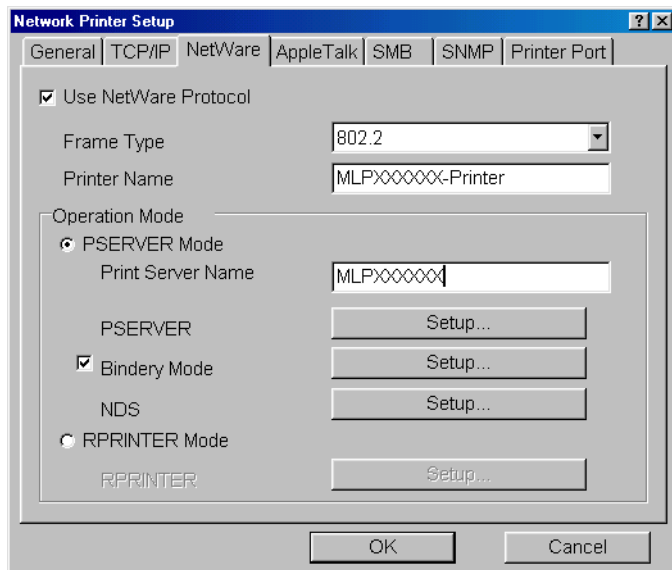 Network Printer Setup ? X
General TCP/IP NetWare AppleTalk SMB SNMP Printer Port
Use NetWare Protocol
Frame Type 802.2
Printer Name MLPXXXXXX-Printer
Operation Mode
PSERVER Mode
Print Server Name MLPXXXXXX
PSERVER Setup...
Bindery Mode Setup...
NDS Setup...
RPRINTER Mode
RPRINTER Setup...
OK Cancel